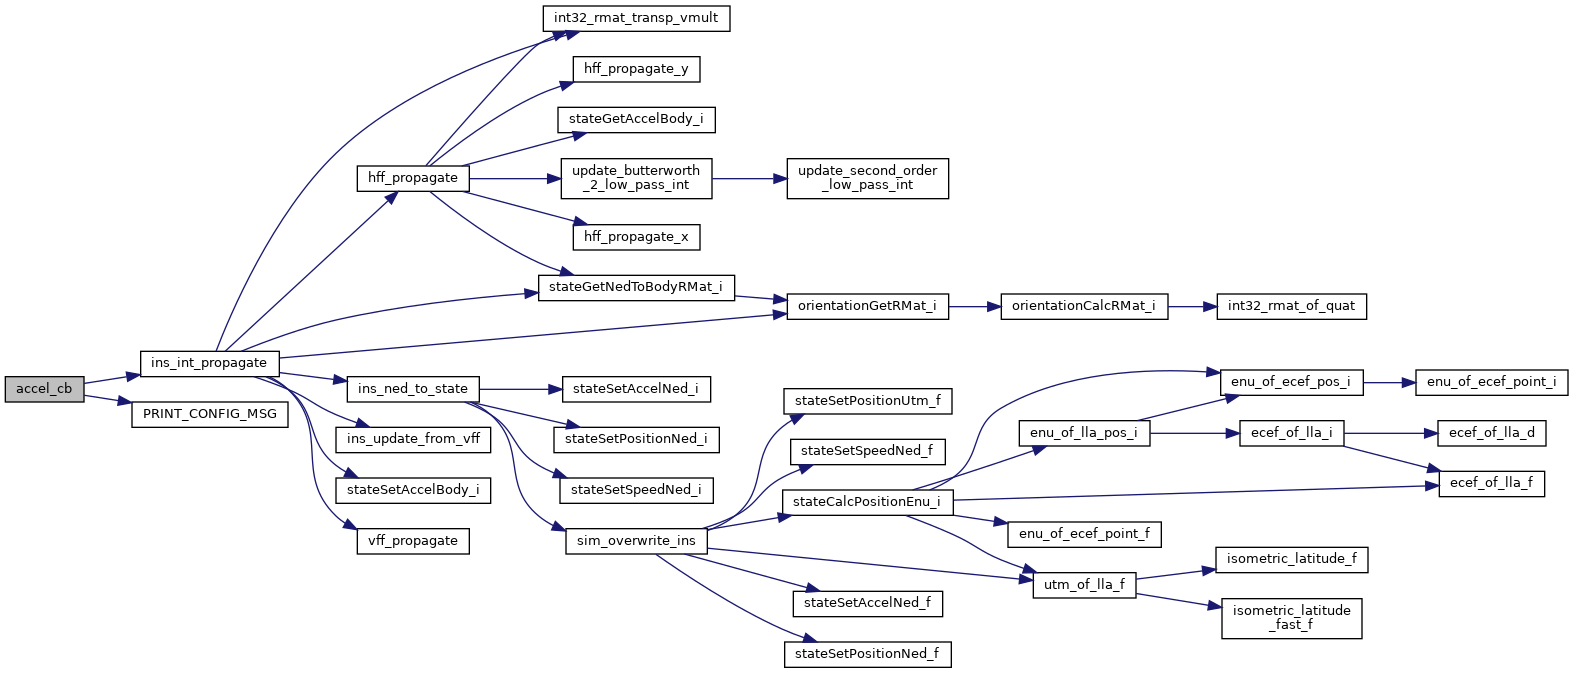 int32_rmat_transp_vmult
hff_propagate_y
stateGetAccelBody_i
hff_propagate
update_butterworth
_2_low_pass_int
update_second_order
_low_pass_int
hff_propagate_x
stateGetNedToBodyRMat_i
orientationGetRMat_i
orientationCalcRMat_i
int32_rmat_of_quat
ins_int_propagate
accel_cb
PRINT_CONFIG_MSG
ins_ned_to_state
stateSetAccelNed_i
stateSetPositionUtm_f
enu_of_ecef_pos_i
enu_of_ecef_point_i
ins_update_from_vff
stateSetPositionNed_i
stateSetSpeedNed_f
enu_of_lla_pos_i
ecef_of_lla_i
ecef_of_lla_d
stateSetAccelBody_i
stateSetSpeedNed_i
stateCalcPositionEnu_i
ecef_of_lla_f
vff_propagate
sim_overwrite_ins
enu_of_ecef_point_f
isometric_latitude_f
utm_of_lla_f
stateSetAccelNed_f
isometric_latitude
_fast_f
stateSetPositionNed_f